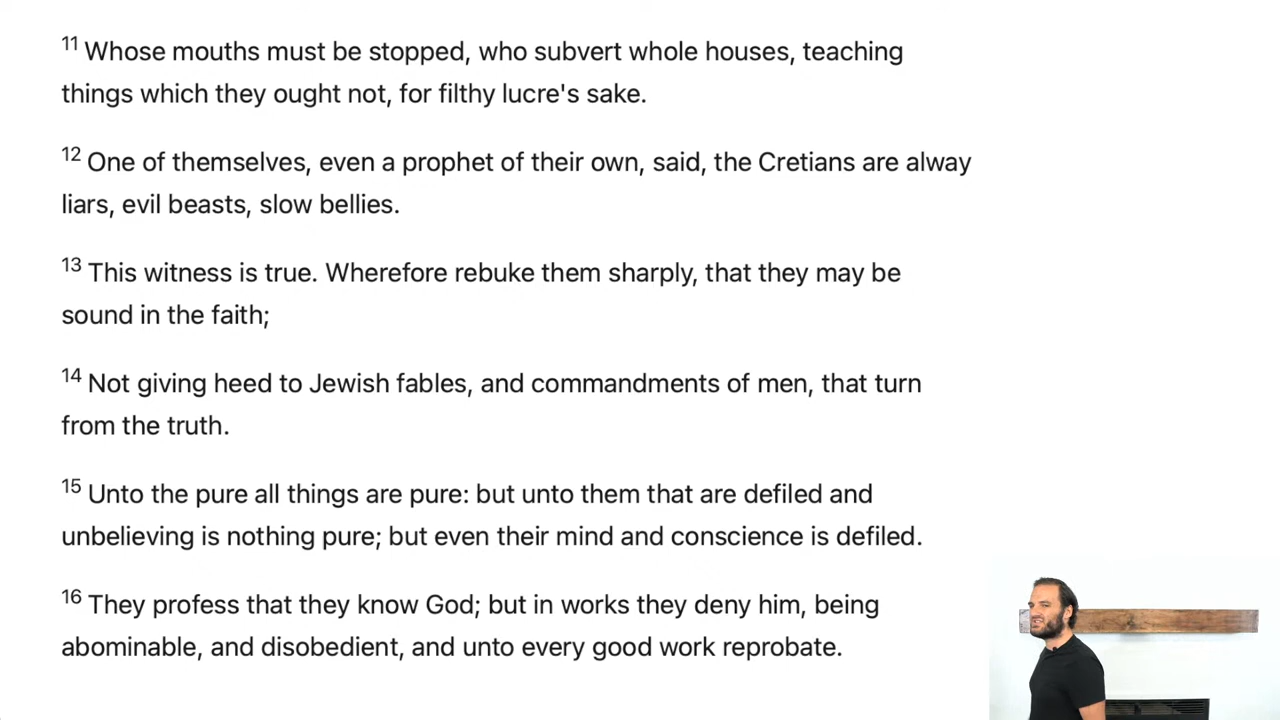 11 Whose mouths must be stopped, who subvert whole houses, teaching
things which they ought not, for filthy lucre's sake.
12 One of themselves, even a prophet of their own, said, the Cretians are alway
liars, evil beasts, slow bellies.
13 This witness is true. Wherefore rebuke them sharply, that they may be
sound in the faith;
14 Not giving heed to Jewish fables, and commandments of men, that turn
from the truth.
15 Unto the pure all things are pure: but unto them that are defiled and
unbelieving is nothing pure; but even their mind and conscience is defiled.
16 They profess that they know God; but in works they deny him, being
abominable, and disobedient, and unto every good work reprobate.